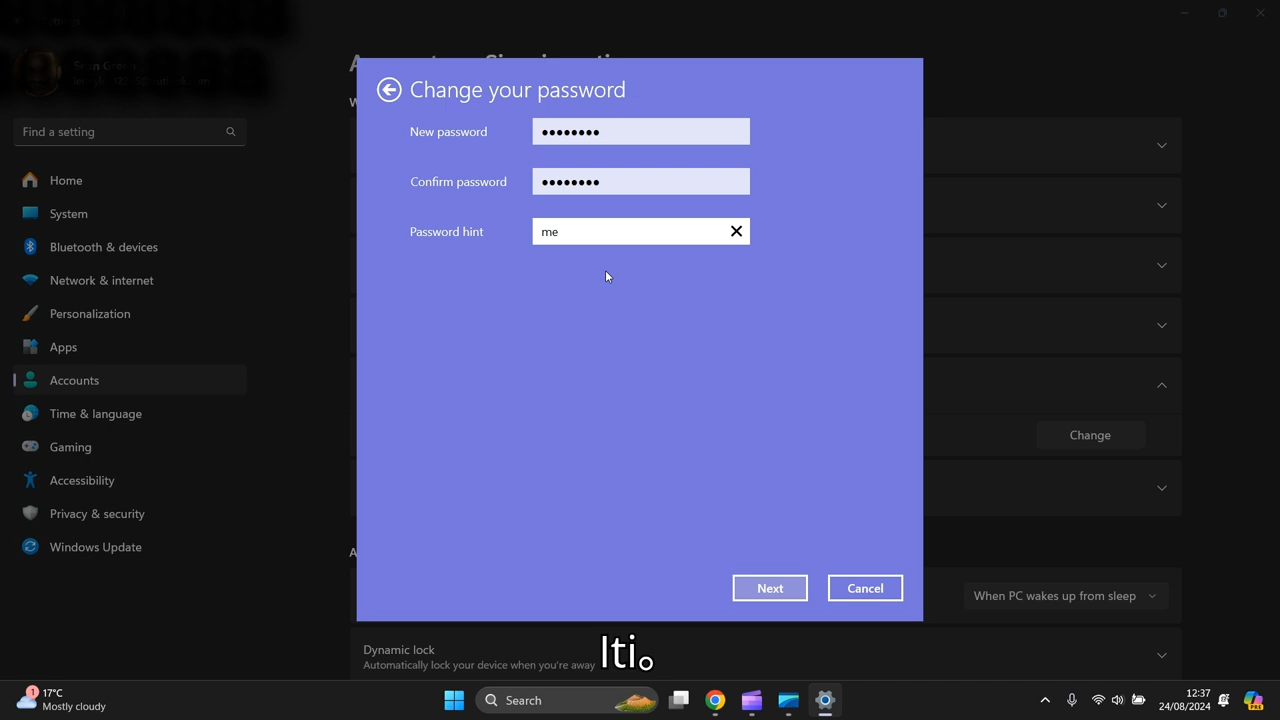 Change your password
New password
Confirm password
Password hint
me
Next
Cancel
Find a setting
Home
System
Bluetooth & devices
Network & internet
Personalization
Apps
Accounts
Time & language
Gaming
Accessibility
Privacy & security
Windows Update
Change
When PC wakes up from sleep
Dynamic lock
Automatically lock your device when you're away
lti。
1
17°C
Mostly cloudy
Search
12:37
24/08/2024
PRE